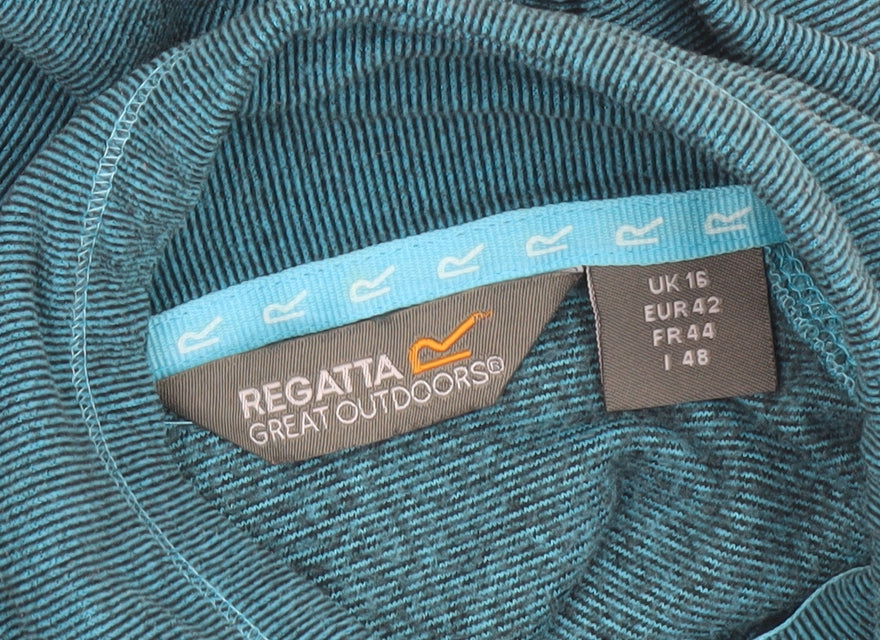 R R R R R R R
REGATTA
GREAT OUTDOORS®
UK 16
EUR 42
FR 44
I 48